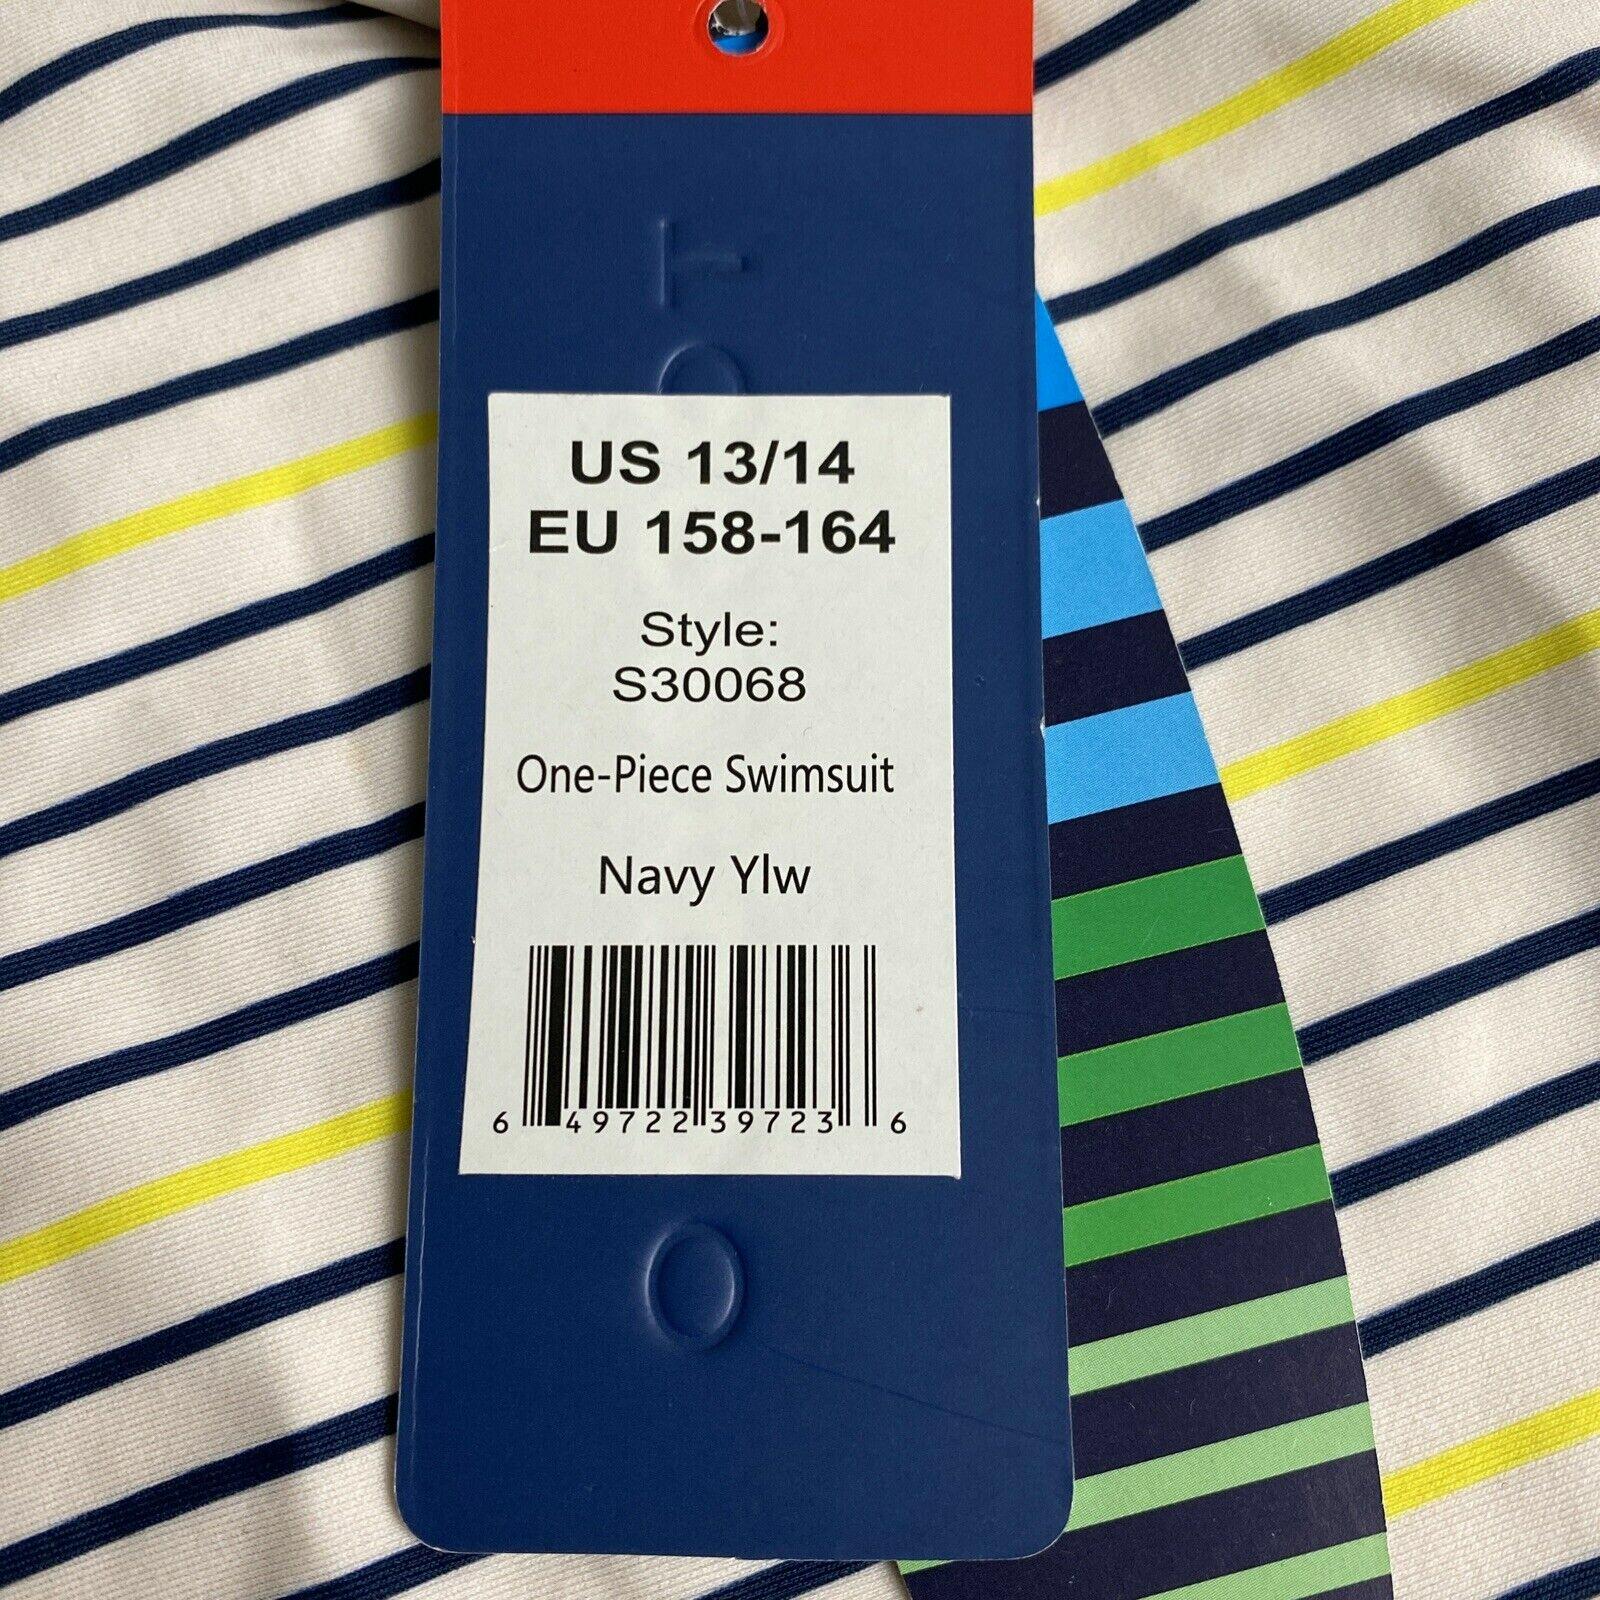 US 13/14
EU 158-164
Style:
S30068
One-Piece Swimsuit
Navy Ylw
6 49722 39723 6